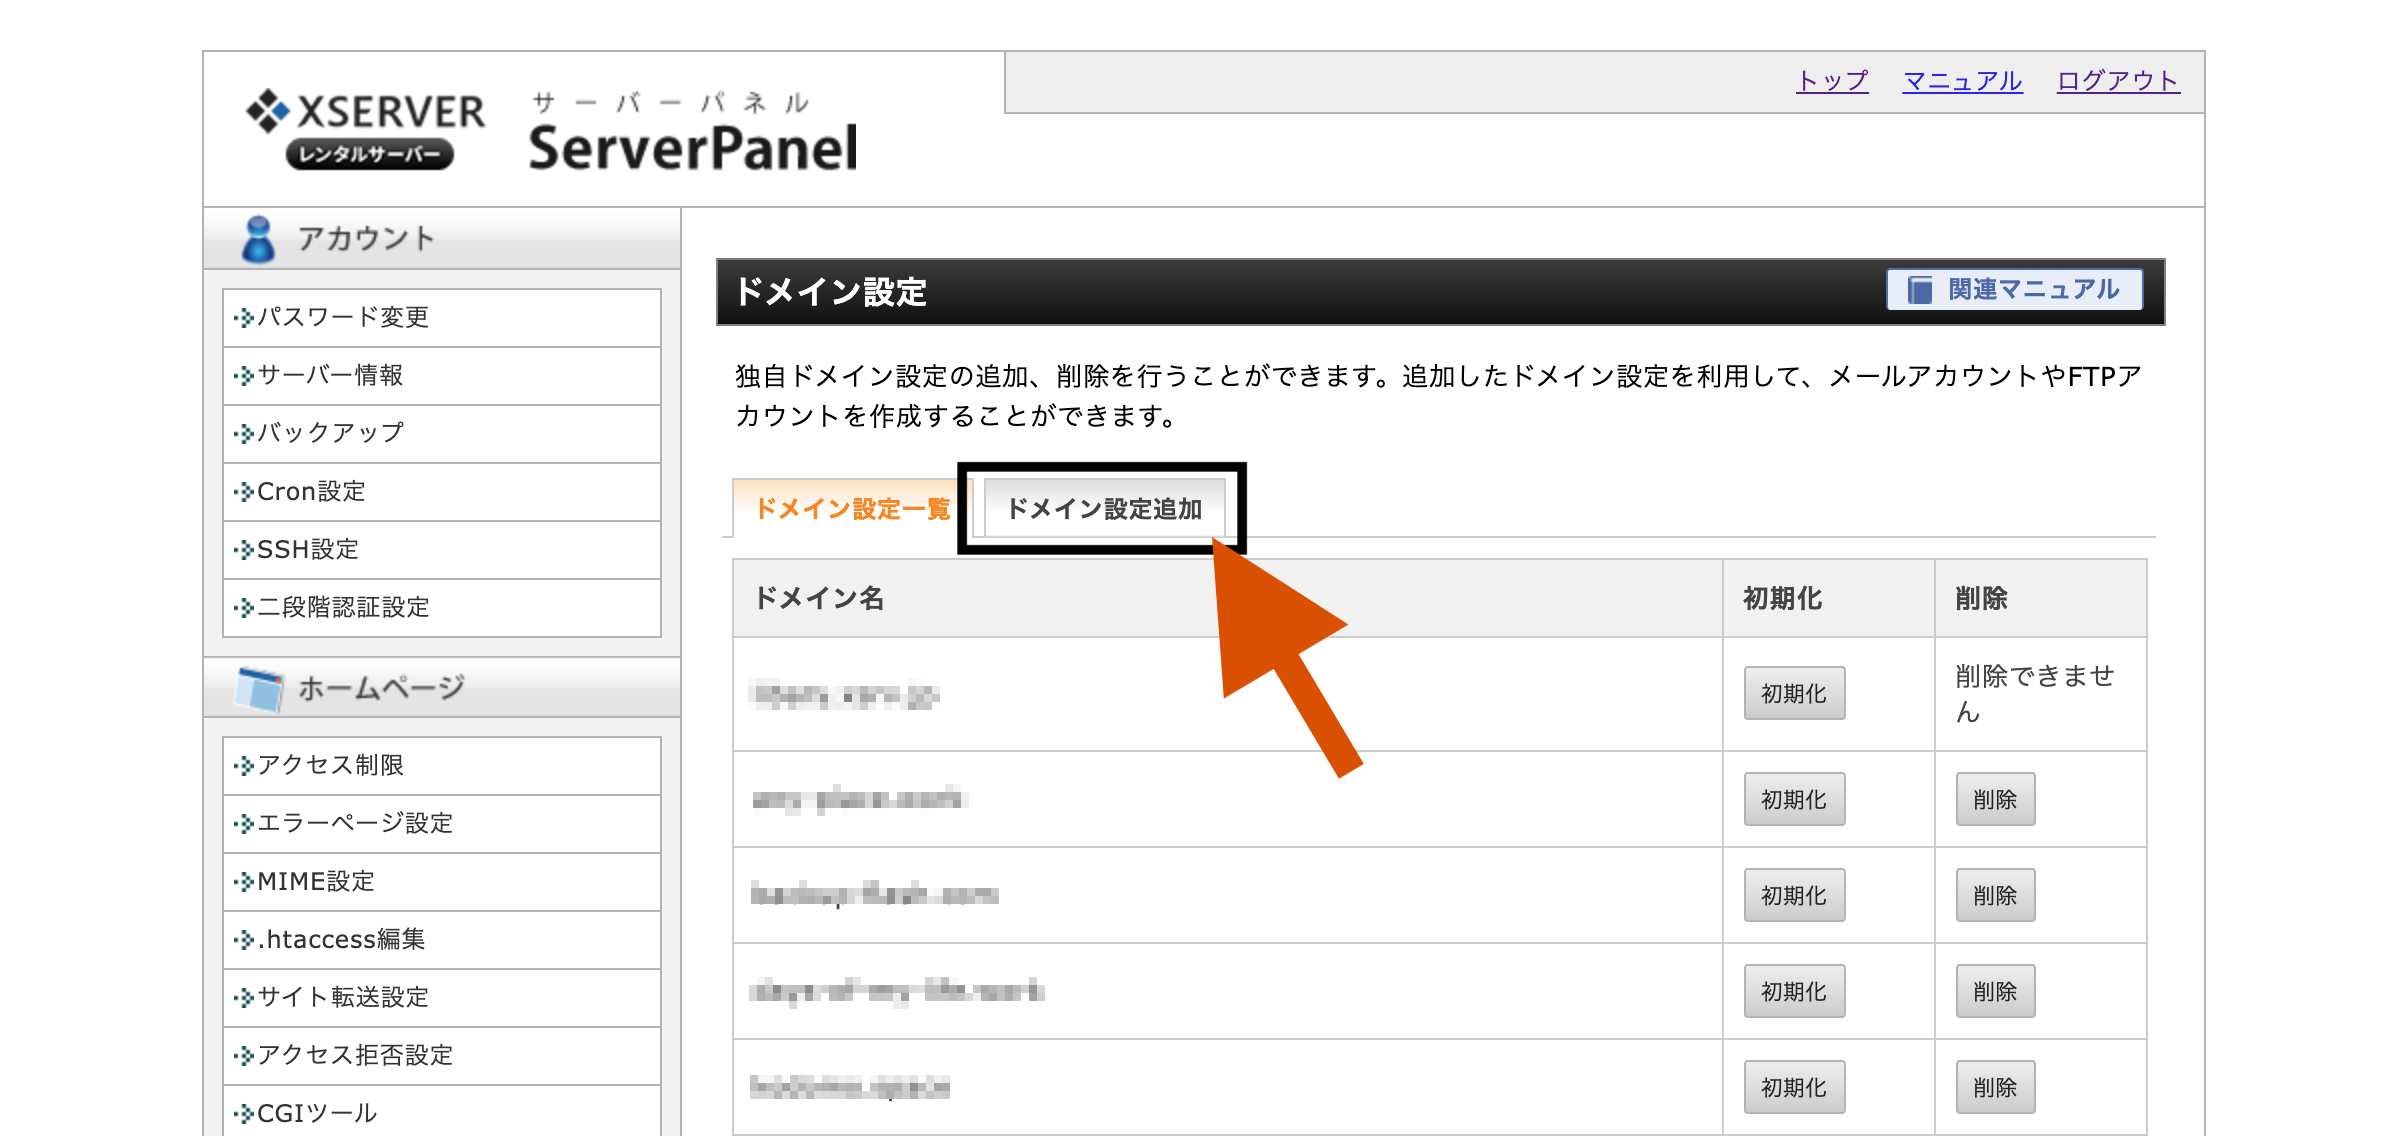 XSERVER
レンタルサーバー
サーバーパネル
ServerPanel
トップ
マニュアル
ログアウト
アカウント
パスワード変更
サーバー情報
バックアップ
Cron設定
SSH設定
二段階認証設定
ホームページ
アクセス制限
エラーページ設定
MIME設定
.htaccess編集
サイト転送設定
アクセス拒否設定
CGIツール
ドメイン設定
関連マニュアル
独自ドメイン設定の追加、削除を行うことができます。追加したドメイン設定を利用して、メールアカウントやFTPア
カウントを作成することができます。
ドメイン設定一覧
ドメイン設定追加
ドメイン名
初期化
削除
初期化
削除できませ
ん
初期化
削除
初期化
削除
初期化
削除
初期化
削除